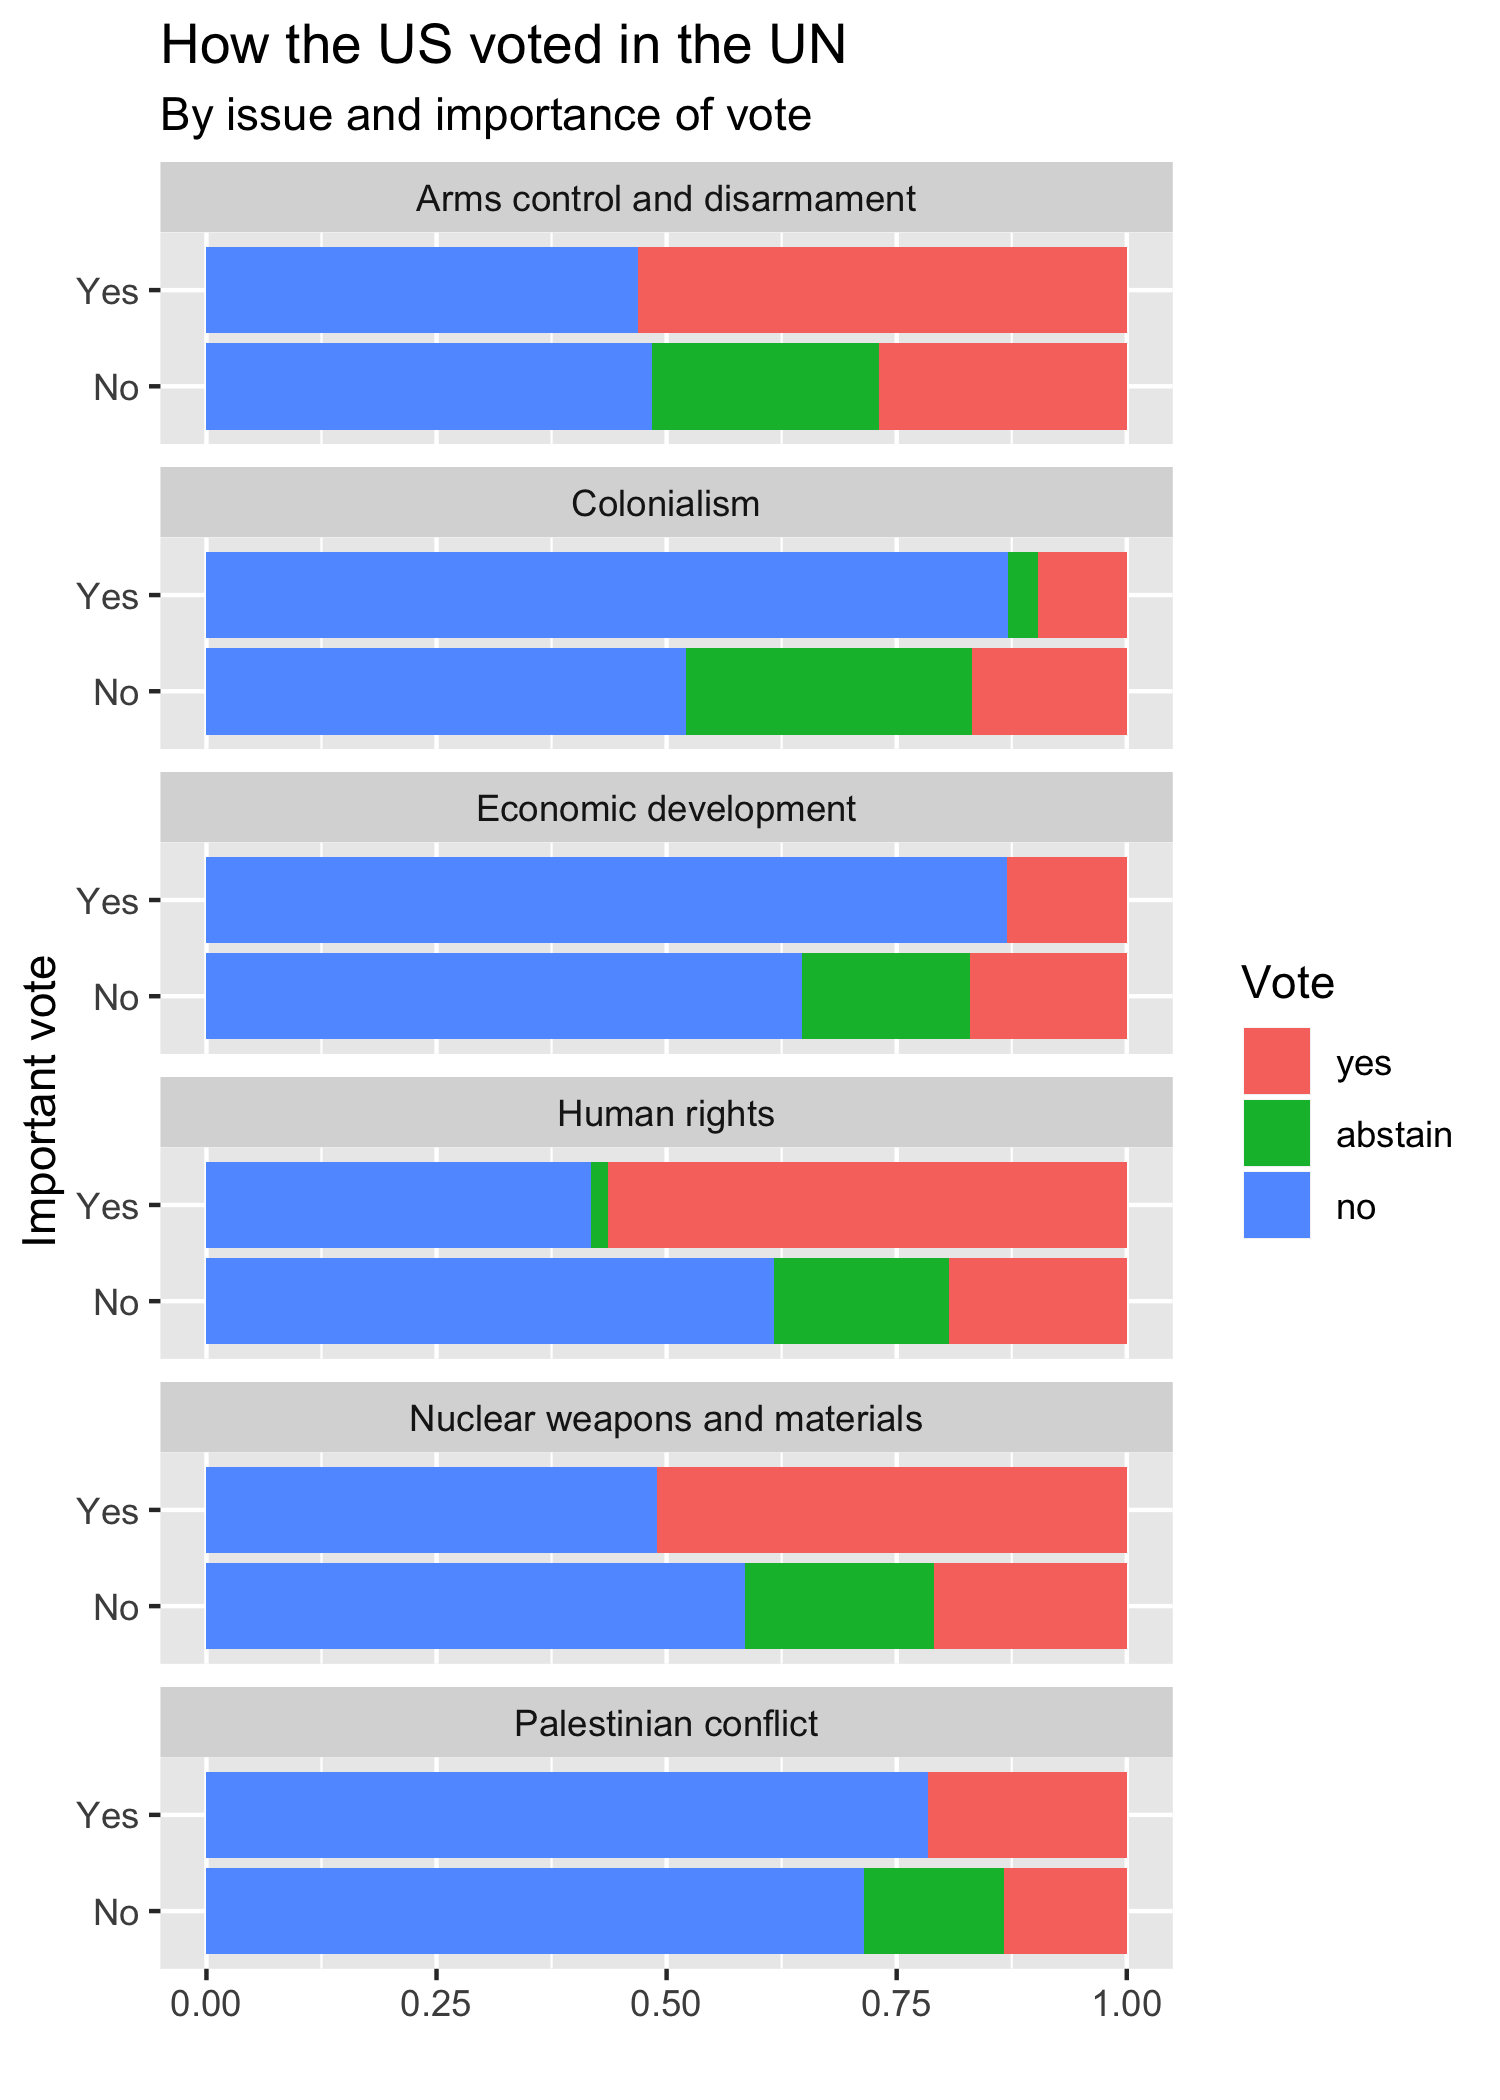 How the US voted in the UN
By issue and importance of vote
Arms control and disarmament
Yes
No
Colonialism
Yes
No
Economic development
Yes
No
Human rights
Yes
No
Nuclear weapons and materials
Yes
No
Palestinian conflict
Yes
No
0.00 0.25 0.50 0.75 1.00
Important vote
Vote
yes
abstain
no